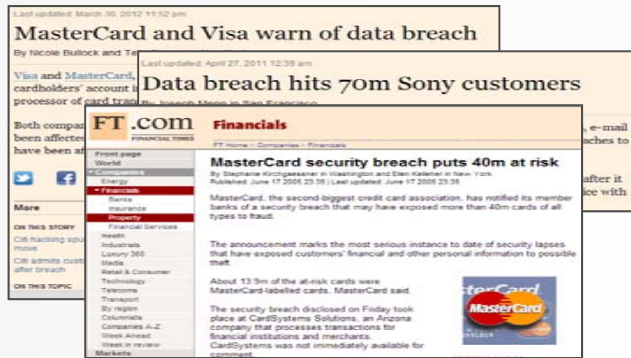 Last updated: March 30, 2012 11:52 pm
MasterCard and Visa warn of data breach
By Nicole Bullock and Te
Visa and MasterCard,
cardholders' account i
processor of card tran
Both compan
been affecte
have been af
More
ON THIS STORY
Citi hacking spu
move
Citi admits cust
after breach
ON THIS TOPIC
Last updated: April 27, 2011 12:39 am
Data breach hits 70m Sony customers
By Joseph Menn in San Francisco
, e-mail
aches to
after it
ice with
FT.com
FINANCIAL TIMES
Financials
FT Home > Companies > Financials
Front page
World
Companies
Energy
Financials
Banks
Insurance
Property
Financial Services
Health
Industrials
Luxury 360
Media
Retail & Consumer
Technology
Telecoms
Transport
By region
Columnists
Companies A-Z
Week Ahead
Week in review
Markets
MasterCard security breach puts 40m at risk
By Stephanie Kirchgaessner in Washington and Ellen Kelleher in New York
Published: June 17 2005 23:36 | Last updated: June 17 2005 23:36
MasterCard, the second-biggest credit card association, has notified its member
banks of a security breach that may have exposed more than 40m cards of all
types to fraud.
The announcement marks the most serious instance to date of security lapses
that have exposed customers' financial and other personal information to possible
theft.
About 13.9m of the at-risk cards were
MasterCard-labelled cards, MasterCard said.
The security breach disclosed on Friday took
place at CardSystems Solutions, an Arizona
company that processes transactions for
financial institutions and merchants.
CardSystems was not immediately available for
comment.
sterCard
MasterCard